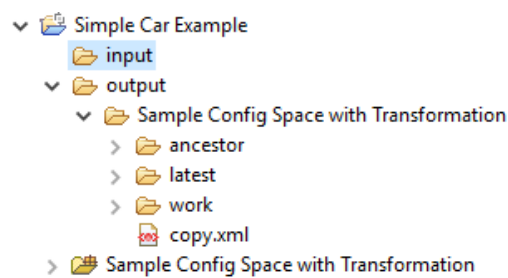 Simple Car Example
input
output
Sample Config Space with Transformation
ancestor
latest
work
copy.xml
Sample Config Space with Transformation